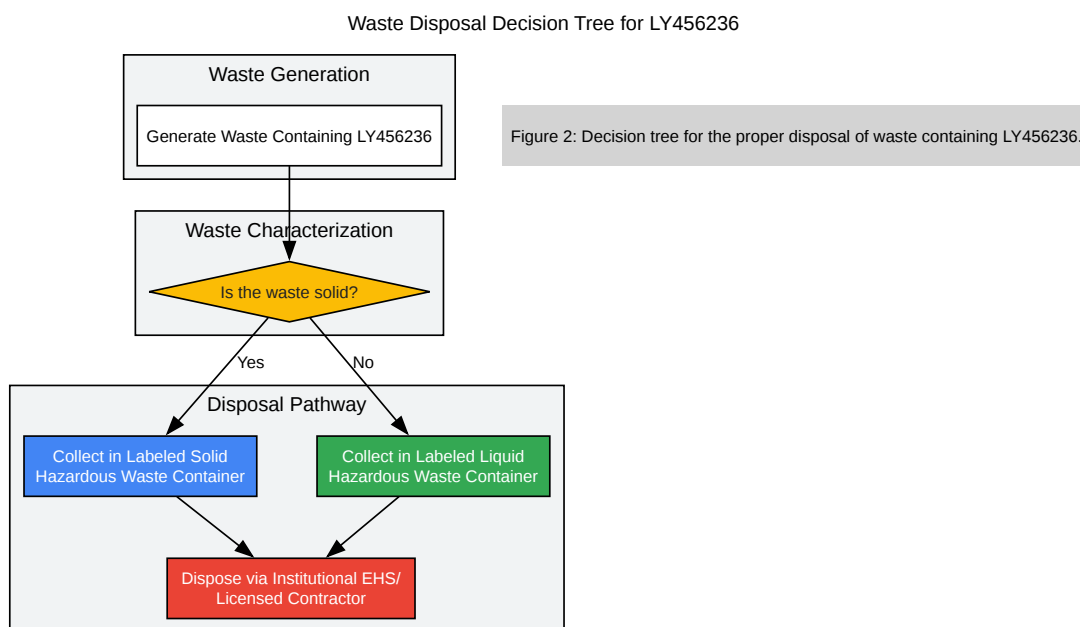 Waste Disposal Decision Tree for LY456236
Waste Generation
Generate Waste Containing LY456236
Figure 2: Decision tree for the proper disposal of waste containing LY456236.
Waste Characterization
Is the waste solid?
Yes
No
Disposal Pathway
Collect in Labeled Solid
Hazardous Waste Container
Collect in Labeled Liquid
Hazardous Waste Container
Dispose via Institutional EHS/
Licensed Contractor